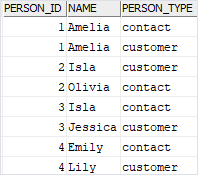 PERSON_ID NAME PERSON_TYPE
1 Amelia contact
1 Amelia customer
2 Isla customer
2 Olivia contact
3 Isla contact
3 Jessica customer
4 Emily contact
4 Lily customer